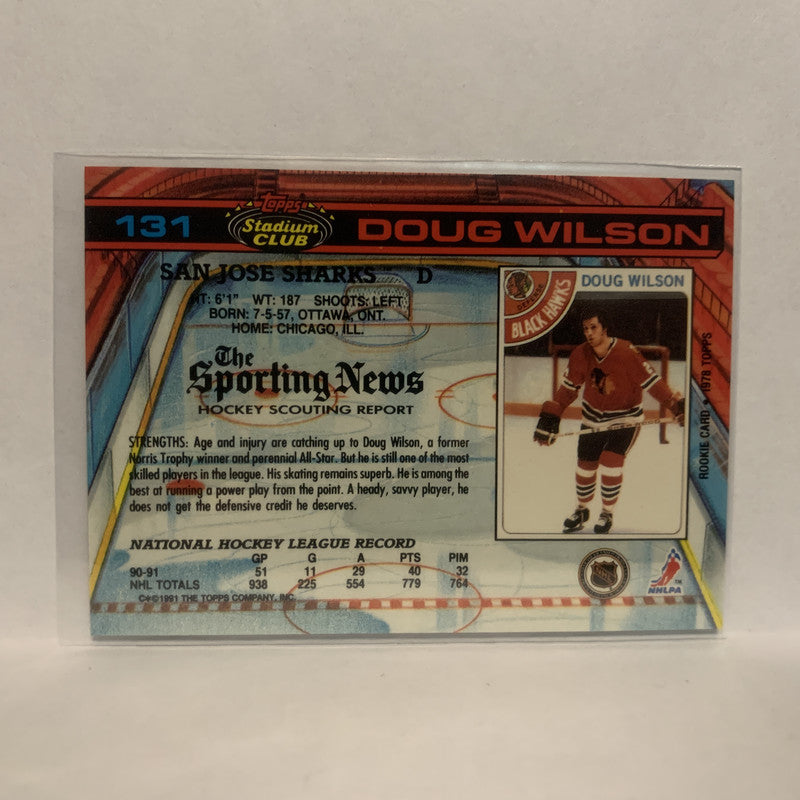 131
Topps
Stadium
CLUB
DOUG WILSON
SAN JOSE SHARKS D
HT: 6'1" WT: 187 SHOOTS: LEFT
BORN: 7-5-57, OTTAWA, ONT.
HOME: CHICAGO, ILL.
The
Sporting News
HOCKEY SCOUTING REPORT
STRENGTHS: Age and injury are catching up to Doug Wilson, a former
Norris Trophy winner and perennial All-Star. But he is still one of the most
skilled players in the league. His skating remains superb. He is among the
best at running a power play from the point. A heady, savvy player, he
does not get the defensive credit he deserves.
NATIONAL HOCKEY LEAGUE RECORD
GP G A PTS PIM
90-91 51 11 29 40 32
NHL TOTALS 938 225 554 779 764
C*©1991 THE TOPPS COMPANY, INC.
DOUG WILSON
DEFENSE
BLACK HAWKS
ROOKIE CARD • 1978 TOPPS
NHL
NHLPA
TM